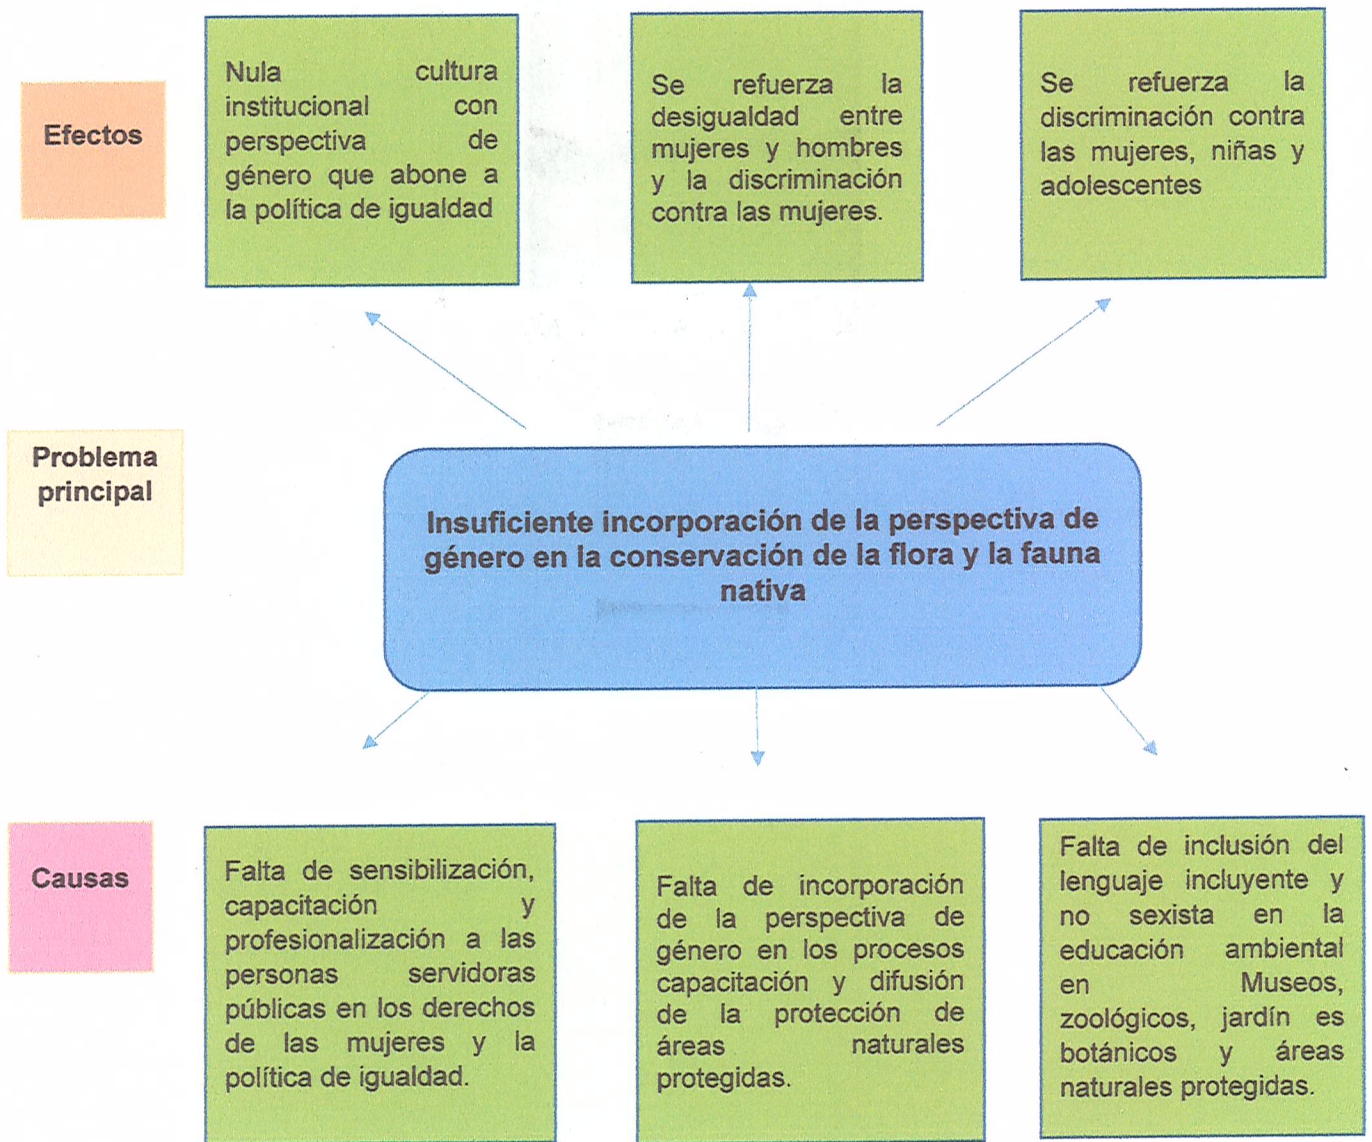 Efectos
Nula cultura
institucional con
perspectiva de
género que abone a
la política de igualdad
Se refuerza la
desigualdad entre
mujeres y hombres
y la discriminación
contra las mujeres.
Se refuerza la
discriminación contra
las mujeres, niñas y
adolescentes
Problema
principal
Insuficiente incorporación de la perspectiva de
género en la conservación de la flora y la fauna
nativa
Causas
Falta de sensibilización,
capacitación y
profesionalización a las
personas servidoras
públicas en los derechos
de las mujeres y la
política de igualdad.
Falta de incorporación
de la perspectiva de
género en los procesos
capacitación y difusión
de la protección de
áreas naturales
protegidas.
Falta de inclusión del
lenguaje incluyente y
no sexista en la
educación ambiental
en Museos,
zoológicos, jardín es
botánicos y áreas
naturales protegidas.